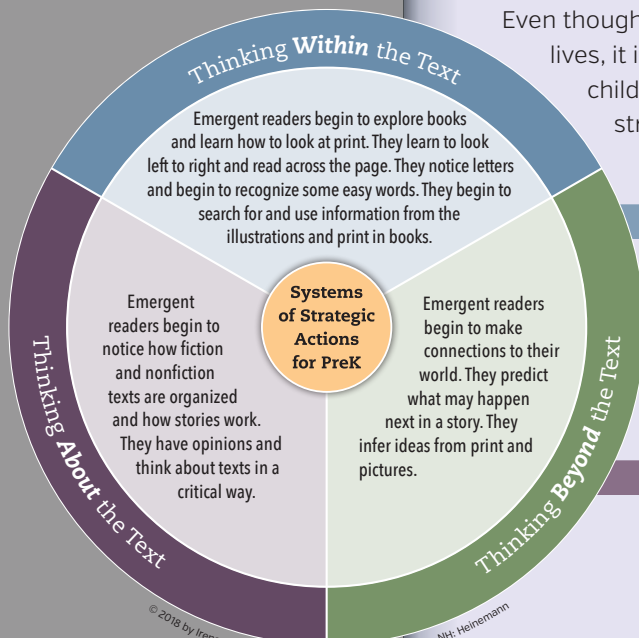 Even though
lives, it i
child
str
Thinking Within the Text
Emergent readers begin to explore books
and learn how to look at print. They learn to look
left to right and read across the page. They notice letters
and begin to recognize some easy words. They begin to
search for and use information from the
illustrations and print in books.
Systems
of Strategic
Actions
for PreK
Thinking About the Text
Emergent
readers begin to
notice how fiction
and nonfiction
texts are organized
and how stories work.
They have opinions and
think about texts in a
critical way.
Thinking Beyond the Text
Emergent readers
begin to make
connections to their
world. They predict
what may happen
next in a story. They
infer ideas from print and
pictures.
© 2018 by Iren
NH: Heinemann